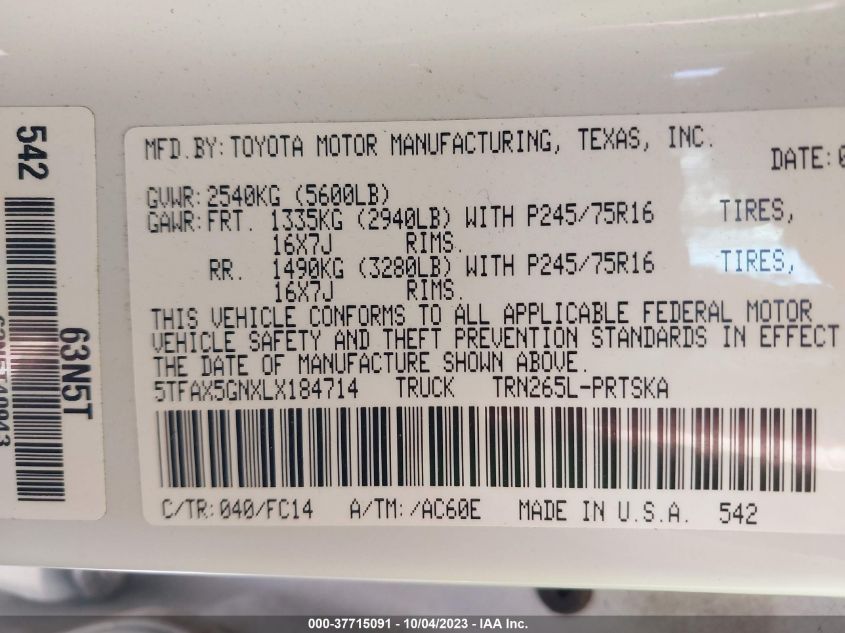 542
63N5T
MFD.BY:TOYOTA MOTOR MANUFACTURING, TEXAS, INC.
DATE:0
GVWR:2540KG (5600LB)
GAWR:FRT. 1335KG (2940LB) WITH P245/75R16 TIRES,
16X7J RIMS.
RR. 1490KG (3280LB) WITH P245/75R16 TIRES,
16X7J RIMS.
THIS VEHICLE CONFORMS TO ALL APPLICABLE FEDERAL MOTOR
VEHICLE SAFETY AND THEFT PREVENTION STANDARDS IN EFFECT
THE DATE OF MANUFACTURE SHOWN ABOVE.
5TFAX5GNXLX184714 TRUCK TRN265L-PRTSKA
C/TR:040/FC14 A/TM:/AC60E MADE IN U.S.A. 542
000-37715091 - 10/04/2023 - IAA Inc.